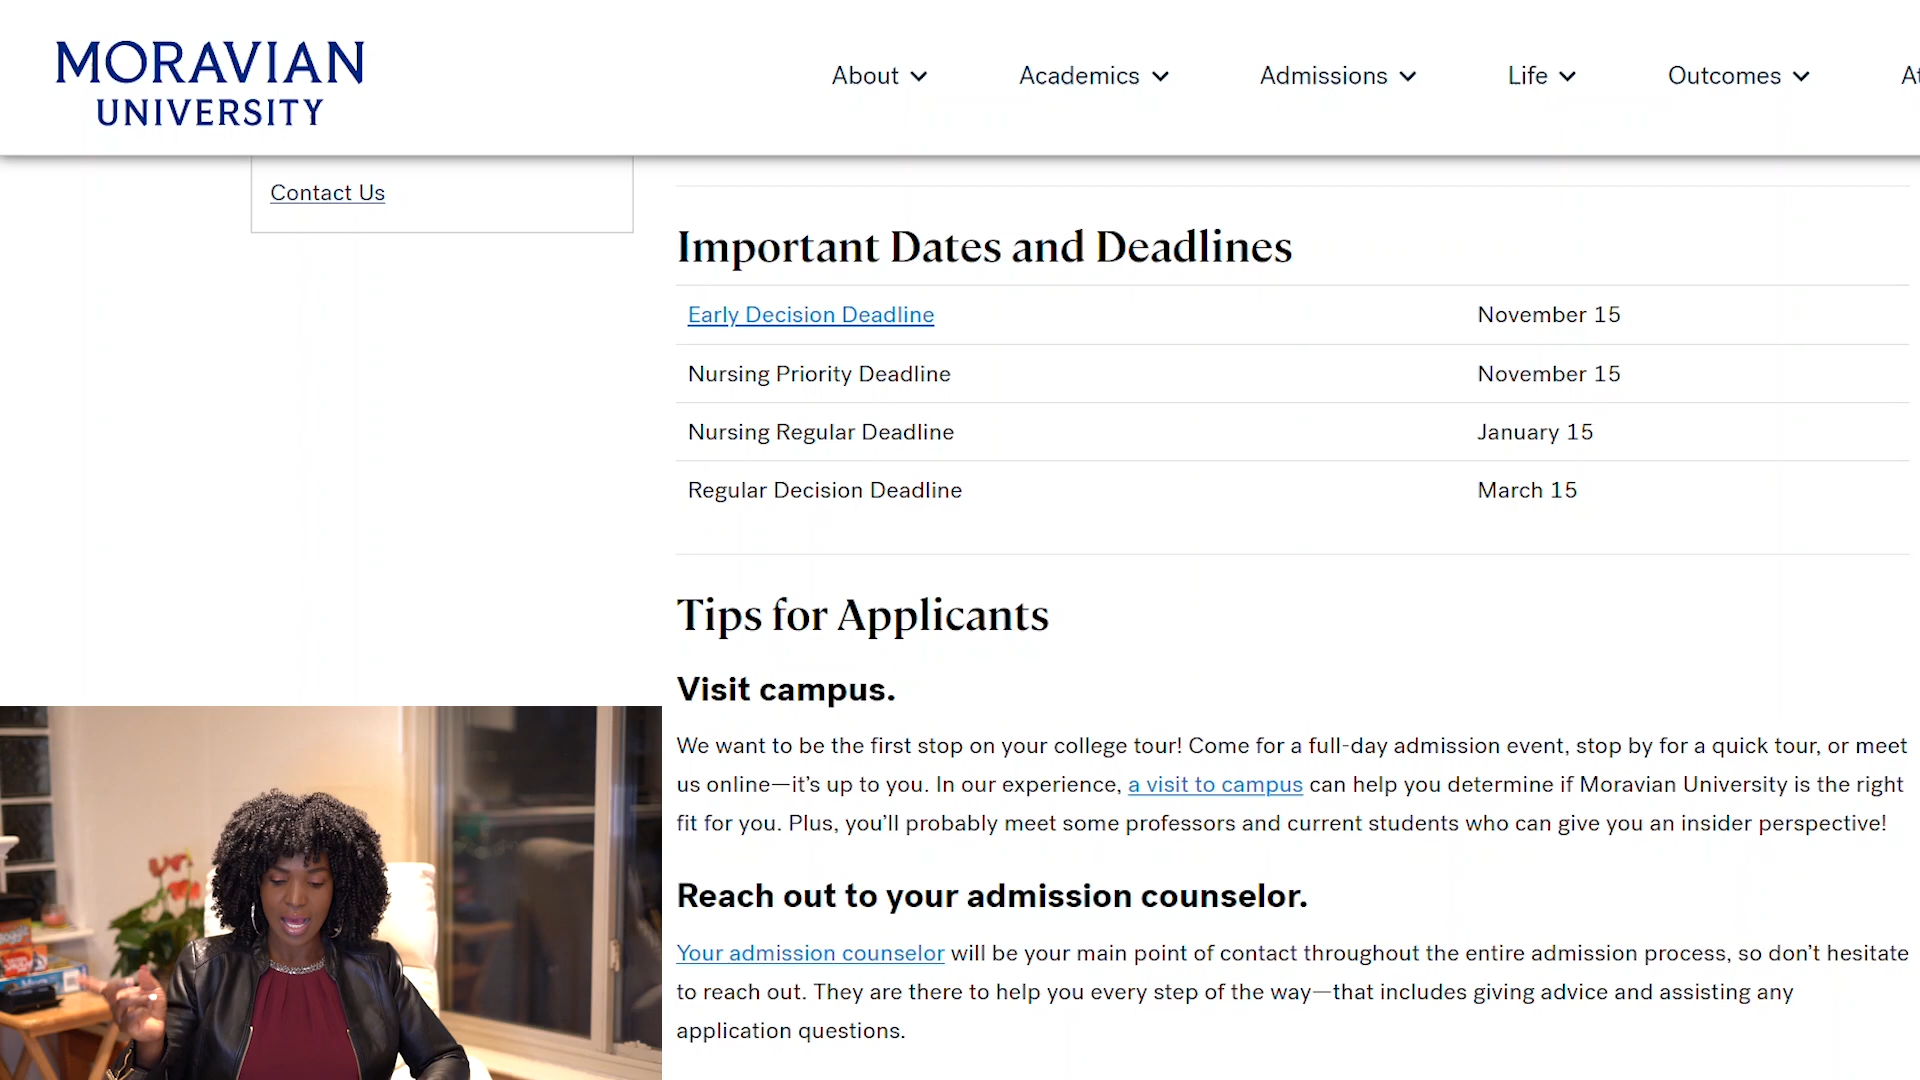 MORAVIAN
UNIVERSITY
About
Academics
Admissions
Life
Outcomes
Contact Us
Important Dates and Deadlines
Early Decision Deadline November 15
Nursing Priority Deadline November 15
Nursing Regular Deadline January 15
Regular Decision Deadline March 15
Tips for Applicants
Visit campus.
We want to be the first stop on your college tour! Come for a full-day admission event, stop by for a quick tour, or meet
us online—it’s up to you. In our experience, a visit to campus can help you determine if Moravian University is the right
fit for you. Plus, you’ll probably meet some professors and current students who can give you an insider perspective!
Reach out to your admission counselor.
Your admission counselor will be your main point of contact throughout the entire admission process, so don’t hesitate
to reach out. They are there to help you every step of the way—that includes giving advice and assisting any
application questions.